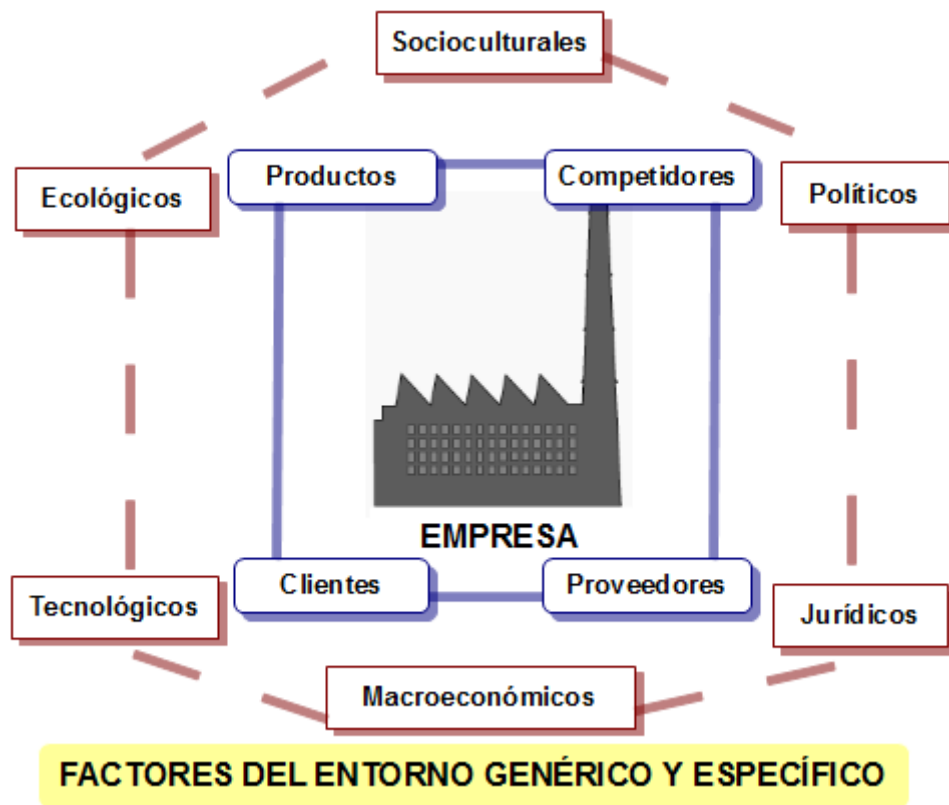 Socioculturales
Productos
Competidores
Ecológicos
Políticos
EMPRESA
Clientes
Proveedores
Tecnológicos
Jurídicos
Macroeconómicos
FACTORES DEL ENTORNO GENÉRICO Y ESPECÍFICO